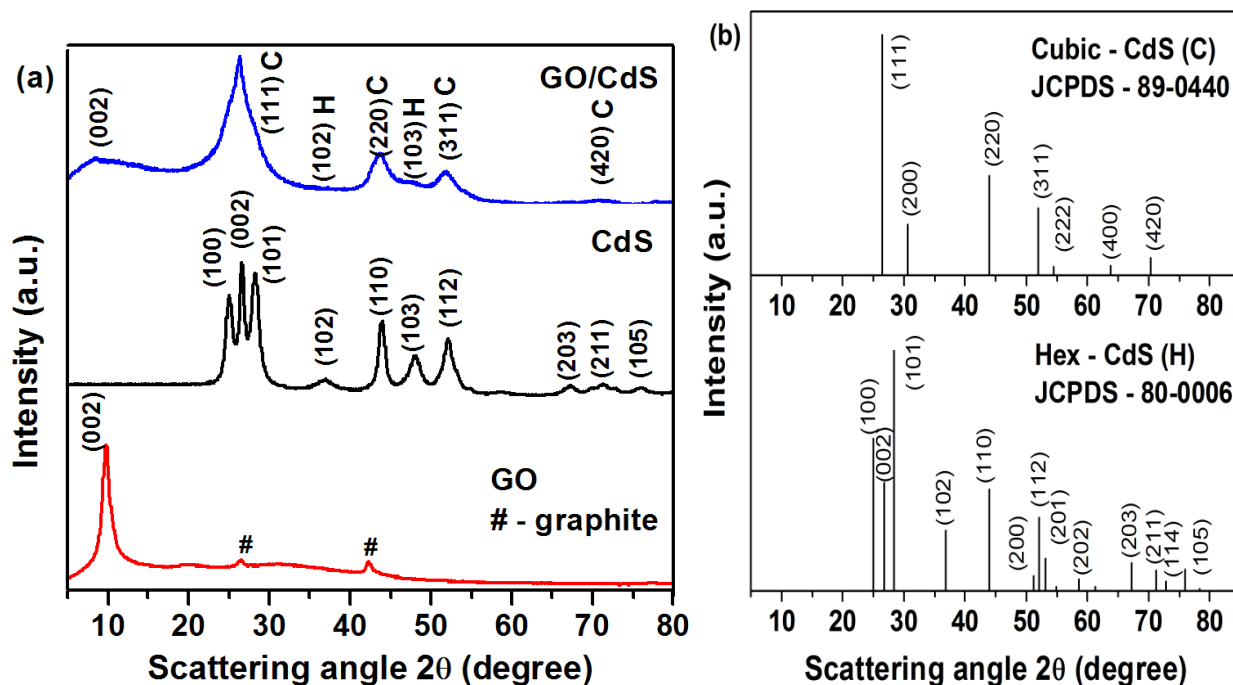 (a)
GO/CdS
(002)
(111) C
(102) H
(220) C
(103) H
(311) C
(420) C
CdS
(100)
(002)
(101)
(102)
(110)
(103)
(112)
(203)
(211)
(105)
(002)
GO
# - graphite
#
#
Intensity (a.u.)
10 20 30 40 50 60 70 80
Scattering angle 2θ (degree)
(b)
Cubic - CdS (C)
JCPDS - 89-0440
(111)
(200)
(220)
(311)
(222)
(400)
(420)
10 20 30 40 50 60 70 80
Hex - CdS (H)
JCPDS - 80-0006
(100)
(002)
(101)
(102)
(110)
(200)
(112)
(201)
(202)
(203)
(211)
(114)
(105)
Intensity (a.u.)
10 20 30 40 50 60 70 80
Scattering angle 2θ (degree)